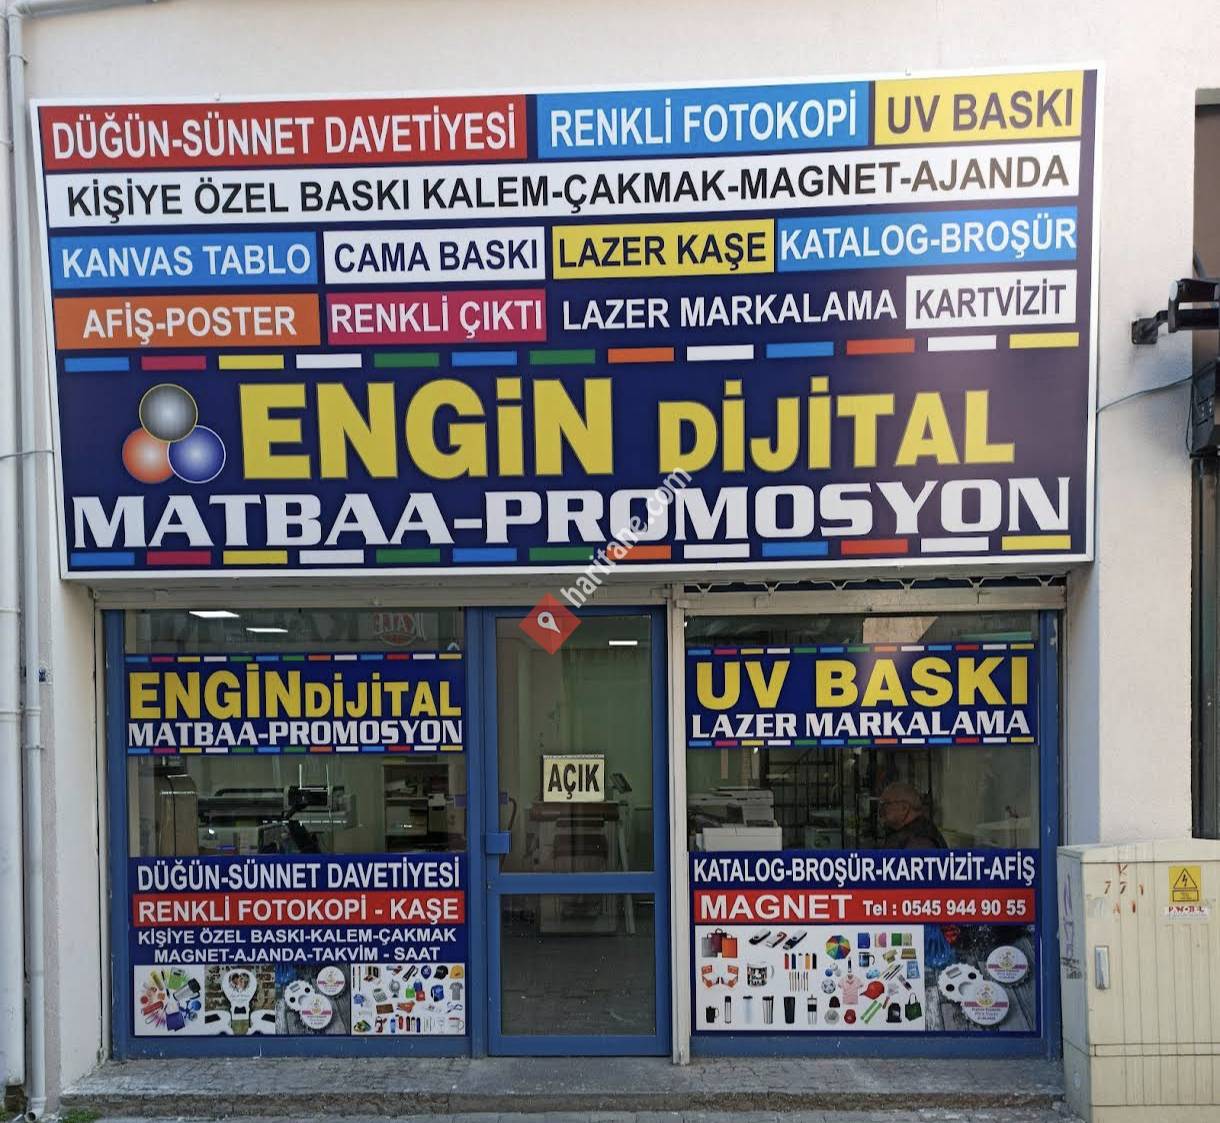 DÜĞÜN-SÜNNET DAVETİYESİ RENKLİ FOTOKOPİ UV BASKI
KİŞİYE ÖZEL BASKI KALEM-ÇAKMAK-MAGNET-AJANDA
KANVAS TABLO CAMA BASKI LAZER KAŞE KATALOG-BROŞÜR
AFİŞ-POSTER RENKLİ ÇIKTI LAZER MARKALAMA KARTVİZİT
ENGiN DİJİTAL
MATBAA-PROMOSYON
haritane.com
ENGİN DİJİTAL
MATBAA-PROMOSYON
AÇIK
UV BASKI
LAZER MARKALAMA
DÜĞÜN-SÜNNET DAVETİYESİ
RENKLİ FOTOKOPİ - KAŞE
KİŞİYE ÖZEL BASKI-KALEM-ÇAKMAK
MAGNET-AJANDA-TAKVİM - SAAT
KATALOG-BROŞÜR-KARTVİZİT-AFİŞ
MAGNET Tel : 0545 944 90 55